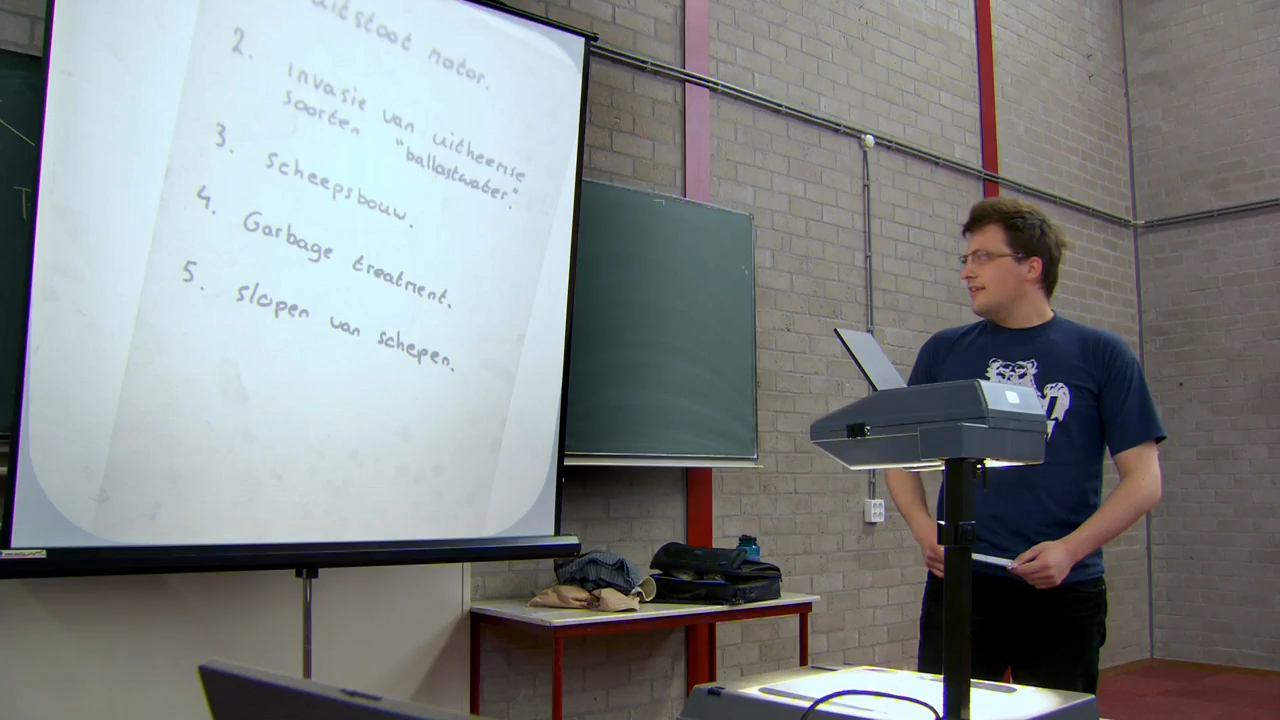 uitstoot motor.
2. invasie van uitheemse
soorten "ballastwater".
3. scheepsbouw.
4. Garbage treatment.
5. slopen van schepen.